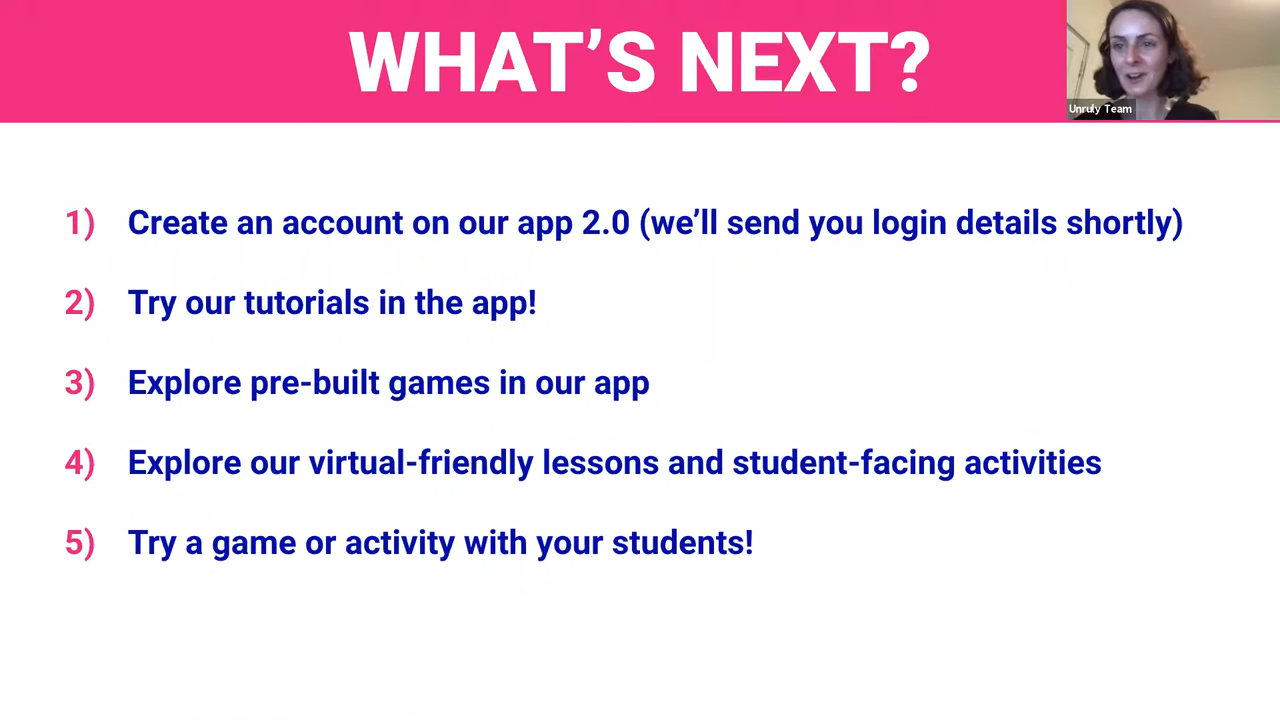 WHAT’S NEXT?
Unruly Team
1) Create an account on our app 2.0 (we’ll send you login details shortly)
2) Try our tutorials in the app!
3) Explore pre-built games in our app
4) Explore our virtual-friendly lessons and student-facing activities
5) Try a game or activity with your students!